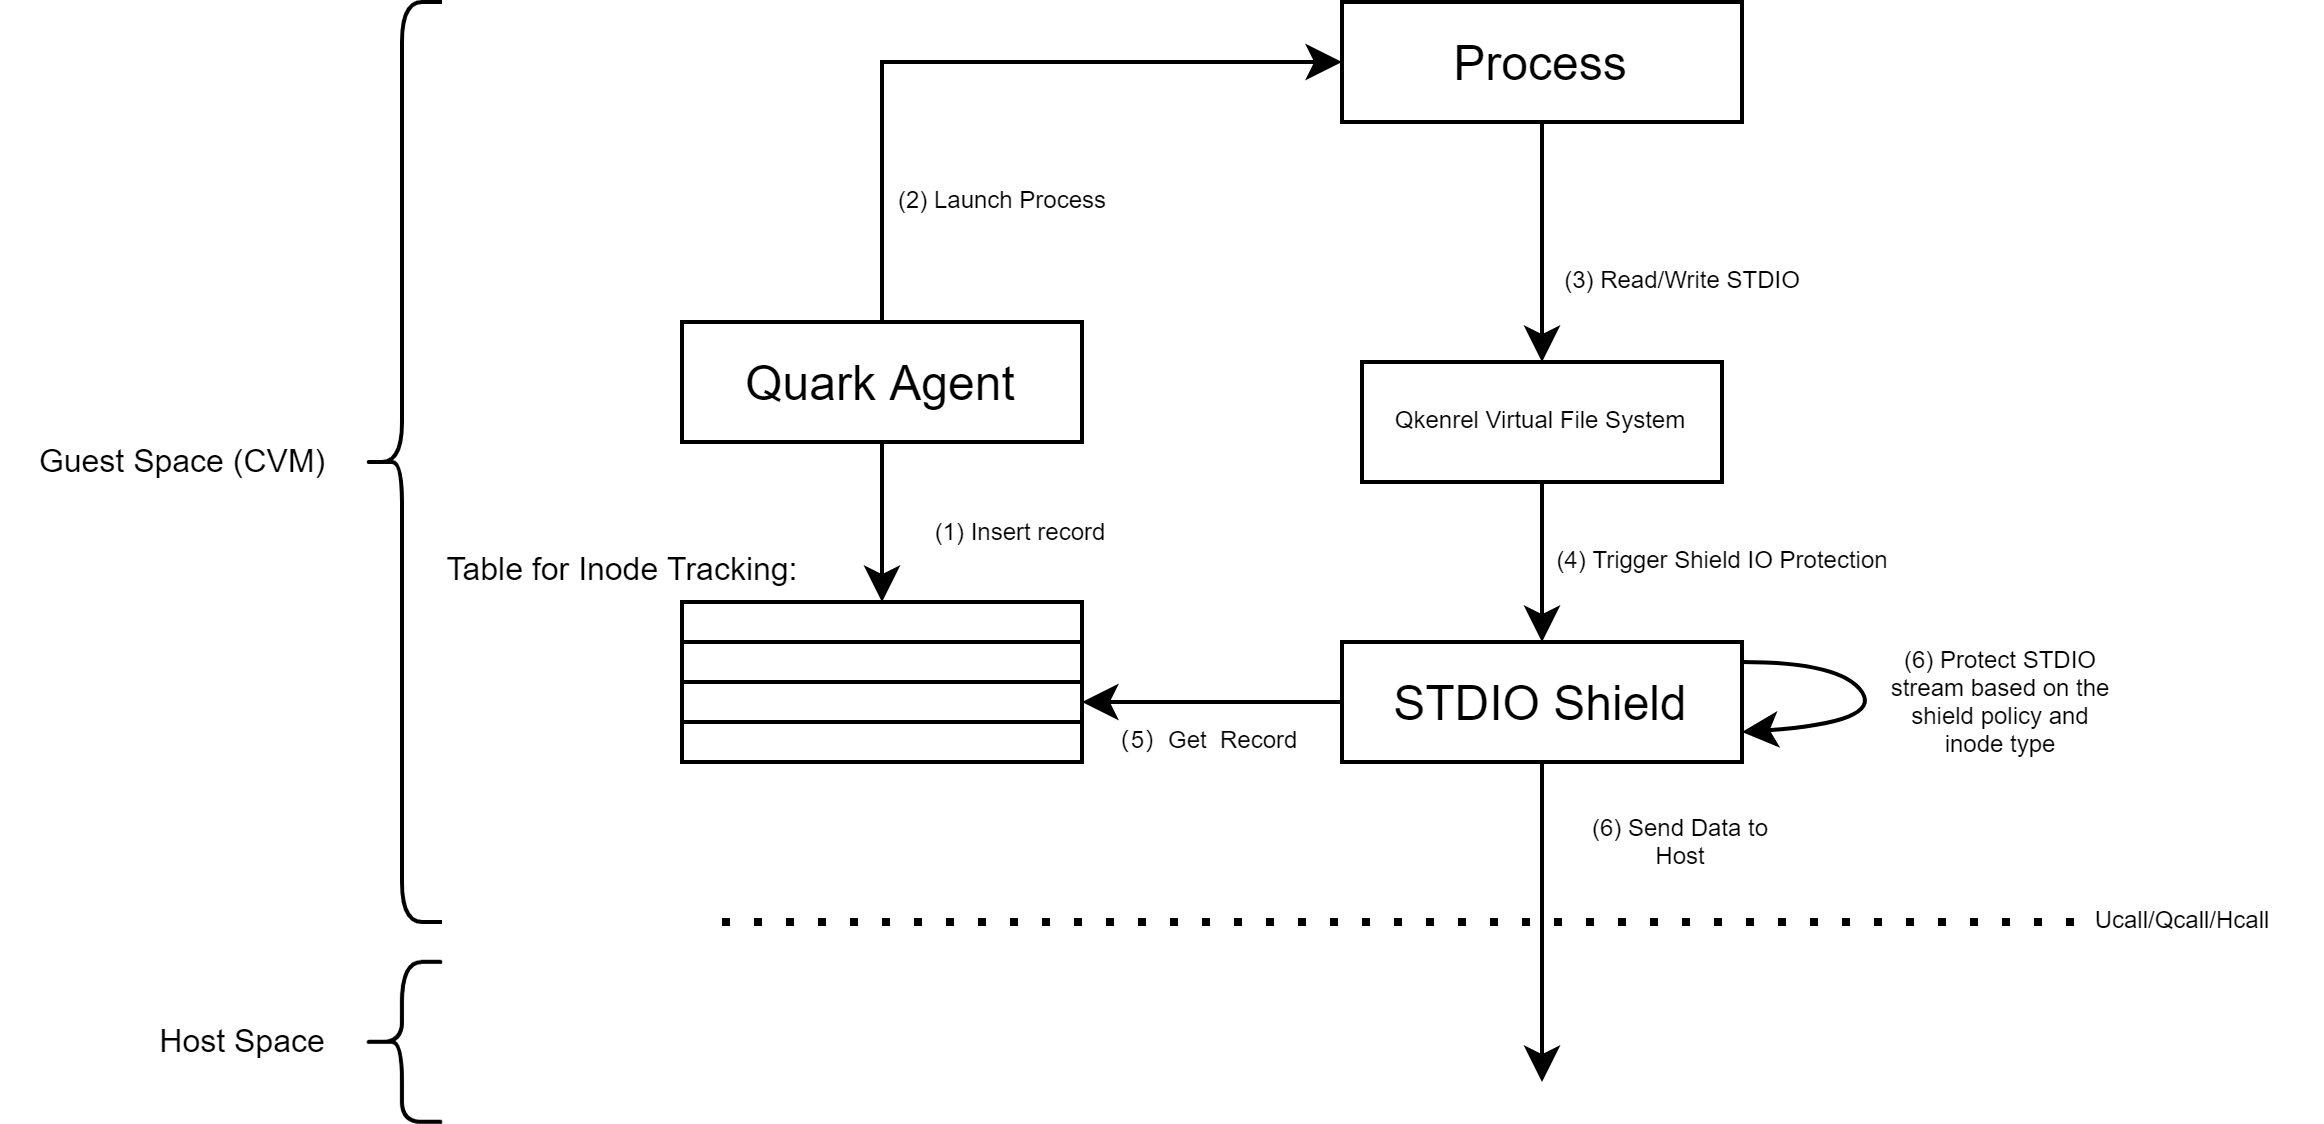 Process
(2) Launch Process
(3) Read/Write STDIO
Quark Agent
Qkenrel Virtual File System
Guest Space (CVM)
(1) Insert record
Table for Inode Tracking:
(4) Trigger Shield IO Protection
STDIO Shield
(5) Get Record
(6) Protect STDIO
stream based on the
shield policy and
inode type
(6) Send Data to
Host
Ucall/Qcall/Hcall
Host Space